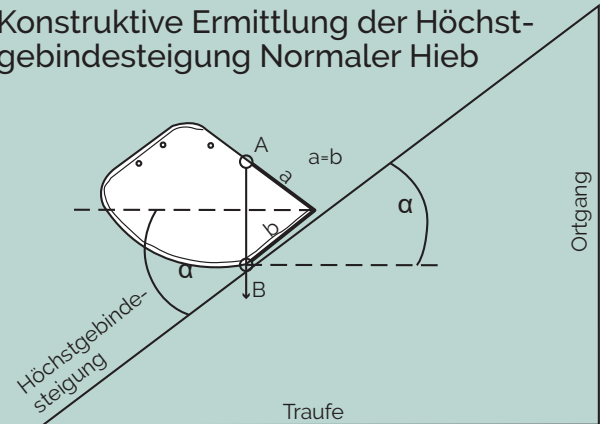 Konstruktive Ermittlung der Höchst-
gebindesteigung Normaler Hieb
A
a=b
a
α
Ortgang
b
α
B
Höchstgebinde-
steigung
Traufe